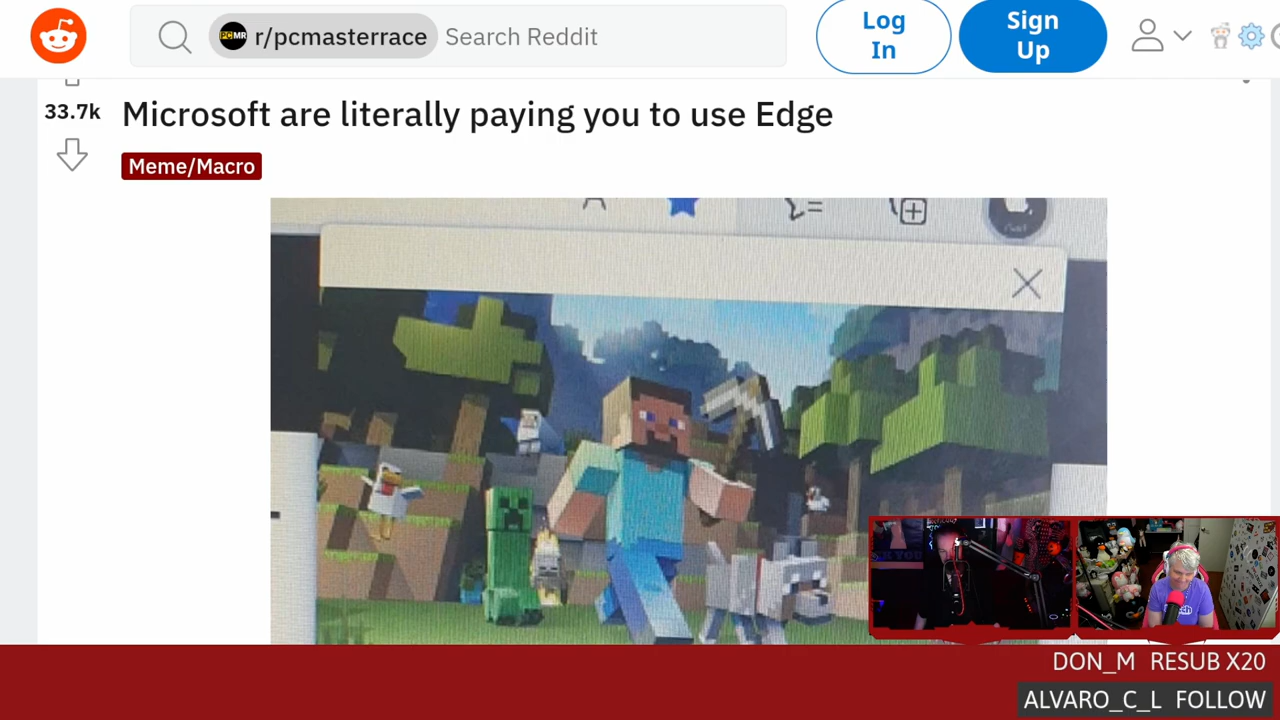 PCMR r/pcmasterrace Search Reddit
Log In
Sign Up
33.7k
Microsoft are literally paying you to use Edge
Meme/Macro
DON_M RESUB X20
ALVARO_C_L FOLLOW